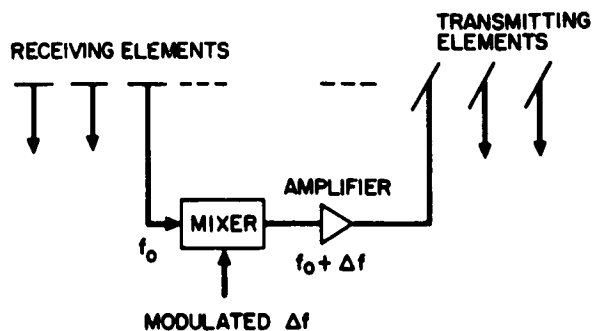 TRANSMITTING
ELEMENTS
RECEIVING ELEMENTS
AMPLIFIER
MIXER
f₀
f₀ + Δf
MODULATED Δf